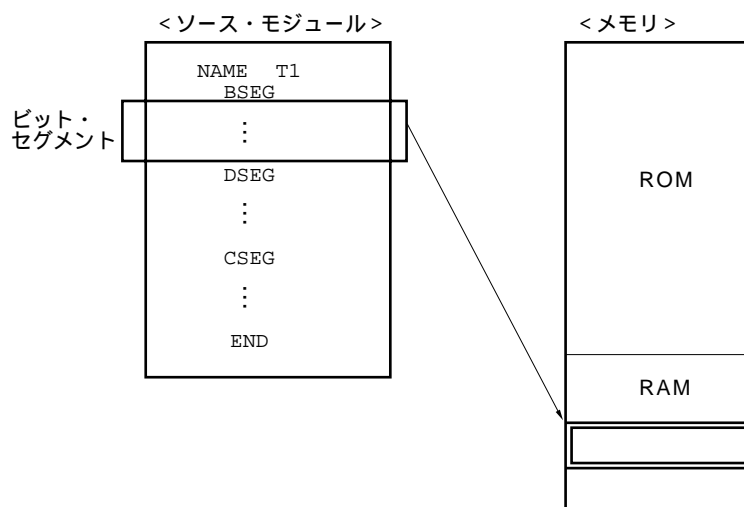 <ソース・モジュール>
NAME T1
BSEG
⋮
DSEG
⋮
CSEG
⋮
END
ビット・
セグメント
<メモリ>
ROM
RAM